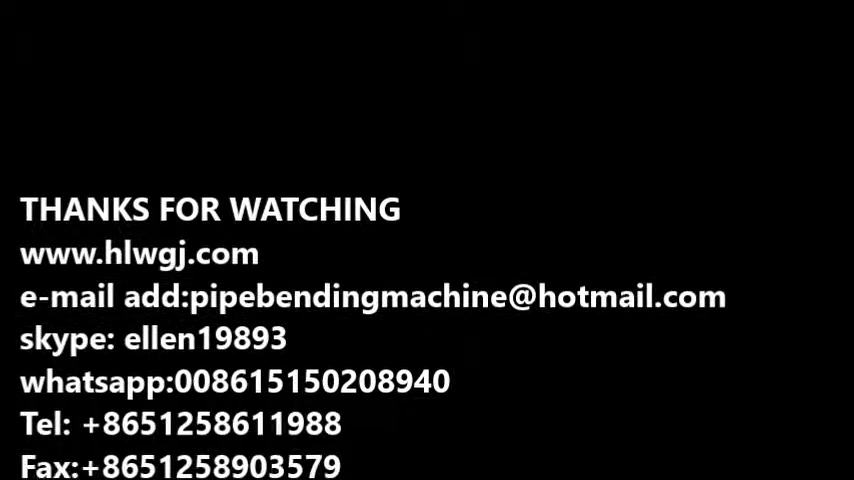 THANKS FOR WATCHING
www.hlwgj.com
e-mail add:pipebendingmachine@hotmail.com
skype: ellen19893
whatsapp:008615150208940
Tel: +8651258611988
Fax:+8651258903579